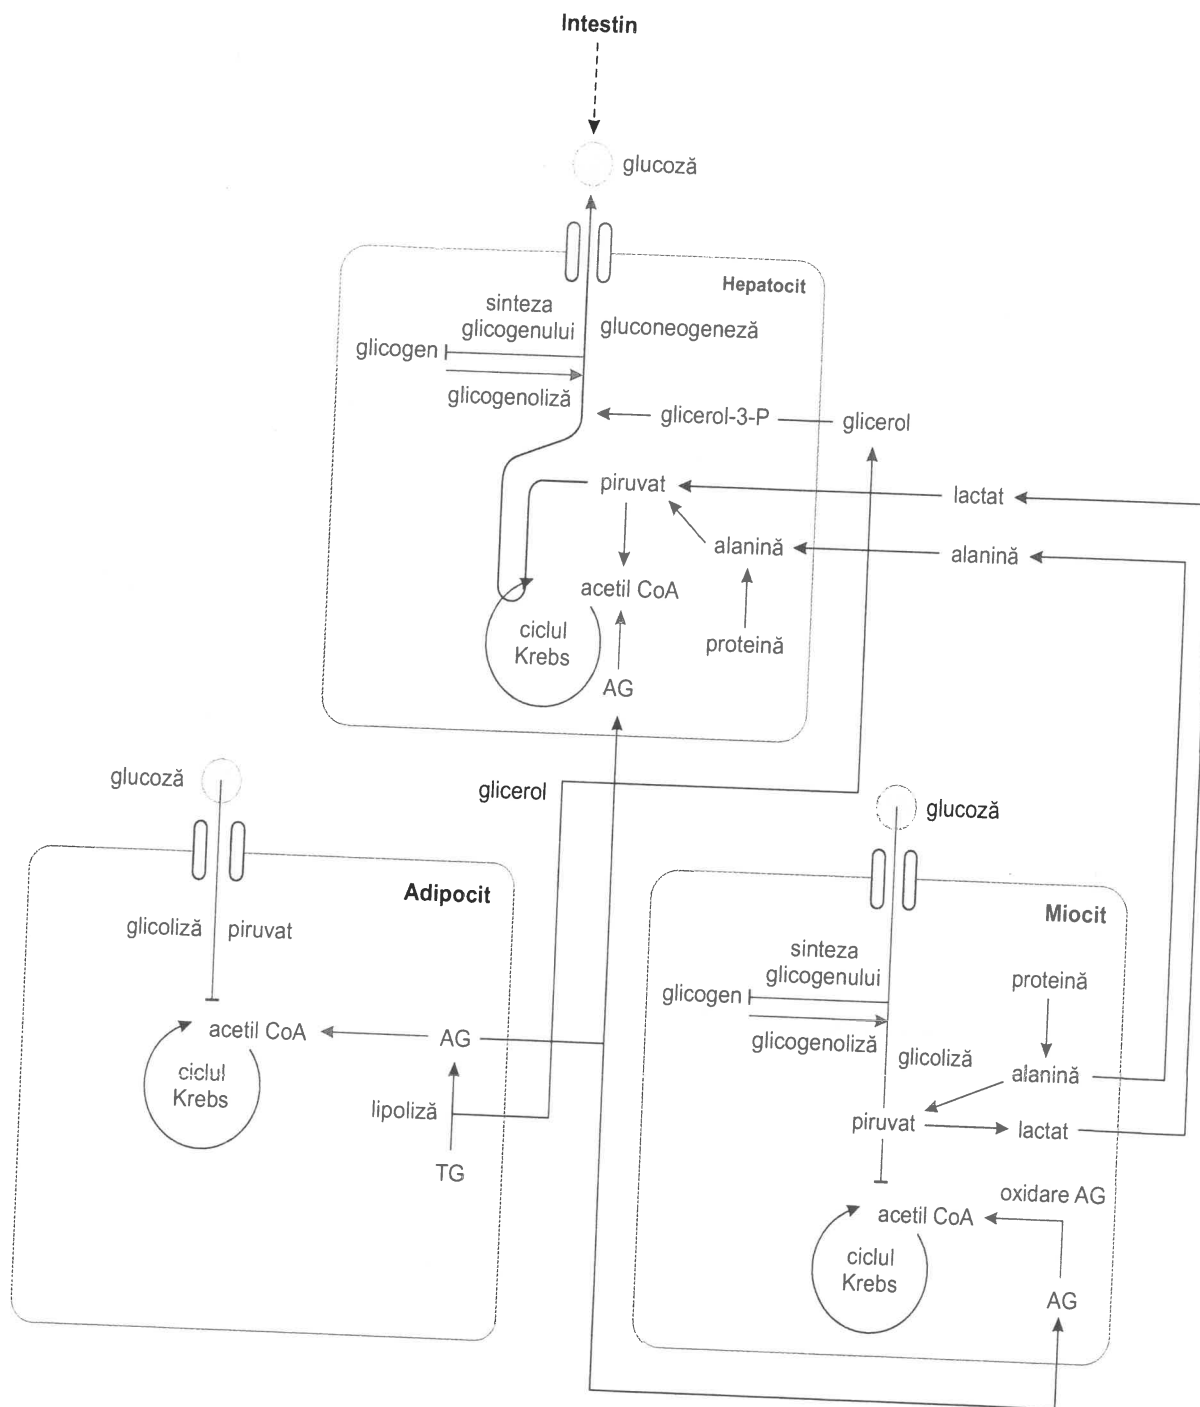 Intestin
glucoză
Hepatocit
sinteza
glicogenului
gluconeogeneză
glicogen
glicogenoliză
glicerol-3-P
glicerol
piruvat
lactat
alanină
alanină
acetil CoA
ciclul
Krebs
proteină
AG
glucoză
glicerol
glucoză
Adipocit
glicoliză
piruvat
acetil CoA
AG
ciclul
Krebs
lipoliză
TG
Miocit
sinteza
glicogenului
proteină
glicogen
glicogenoliză
glicoliză
alanină
piruvat
lactat
oxidare AG
acetil CoA
ciclul
Krebs
AG